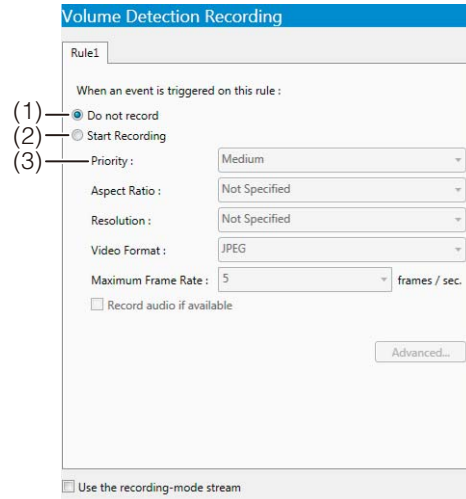 Volume Detection Recording
Rule1
When an event is triggered on this rule :
(1) Do not record
(2) Start Recording
(3) Priority : Medium
Aspect Ratio : Not Specified
Resolution : Not Specified
Video Format : JPEG
Maximum Frame Rate : 5 frames / sec.
Record audio if available
Advanced...
Use the recording-mode stream